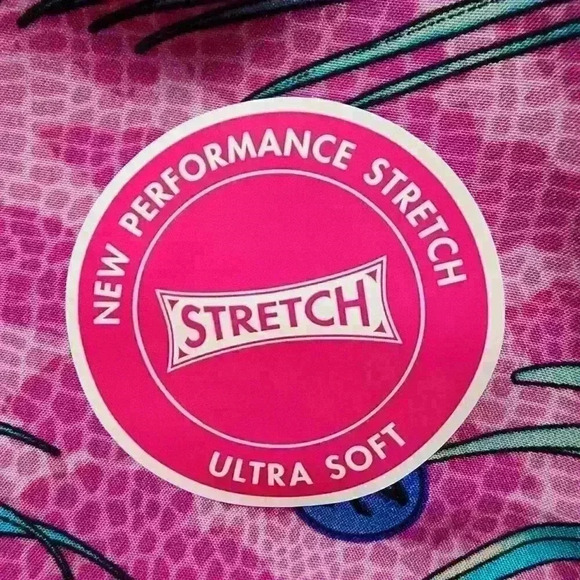 NEW PERFORMANCE STRETCH
STRETCH
ULTRA SOFT